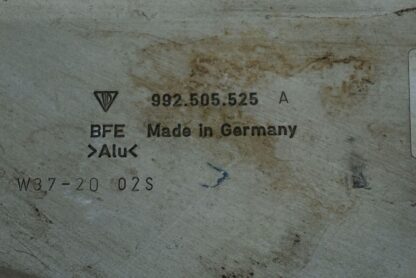 992.505.525 A
BFE Made in Germany
>Alu<
W37-20 02S